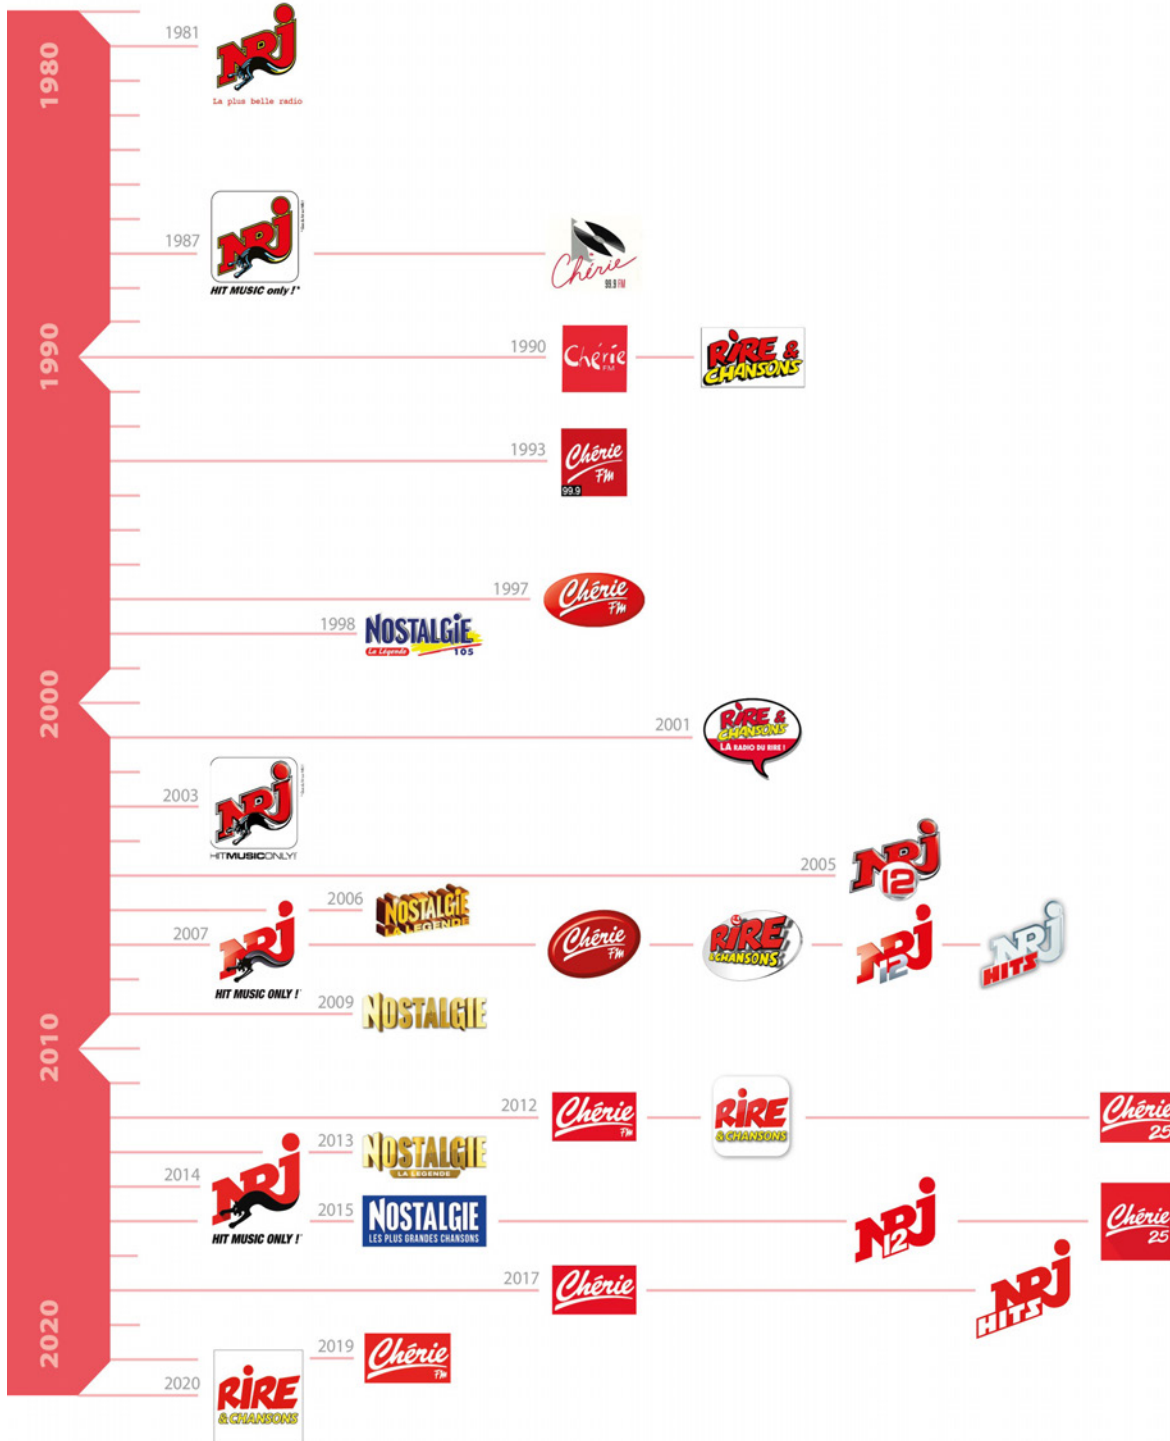 1980
1981
NRJ
La plus belle radio
1987
NRJ
HIT MUSIC only !*
Chérie
99.9 FM
1990
1990
Chérie
FM
RIRE &
CHANSONS
1993
Chérie
FM
99.9
1997
Chérie
FM
1998
NOSTALGIE
La Légende
105
2000
2001
RIRE &
CHANSONS
LA RADIO DU RIRE !
2003
NRJ
HITMUSICONLY!
2005
NRJ
12
2006
NOSTALGIE
LA LEGENDE
2007
NRJ
HIT MUSIC ONLY !*
Chérie
FM
RIRE
& CHANSONS
NRJ
12
NRJ
HITS
2009
NOSTALGIE
2010
2012
Chérie
FM
RIRE
& CHANSONS
Chérie
25
2013
NOSTALGIE
LA LEGENDE
2014
NRJ
HIT MUSIC ONLY !*
2015
NOSTALGIE
LES PLUS GRANDES CHANSONS
NRJ
12
Chérie
25
2017
Chérie
NRJ
HITS
2020
2019
Chérie
FM
2020
RIRE
& CHANSONS